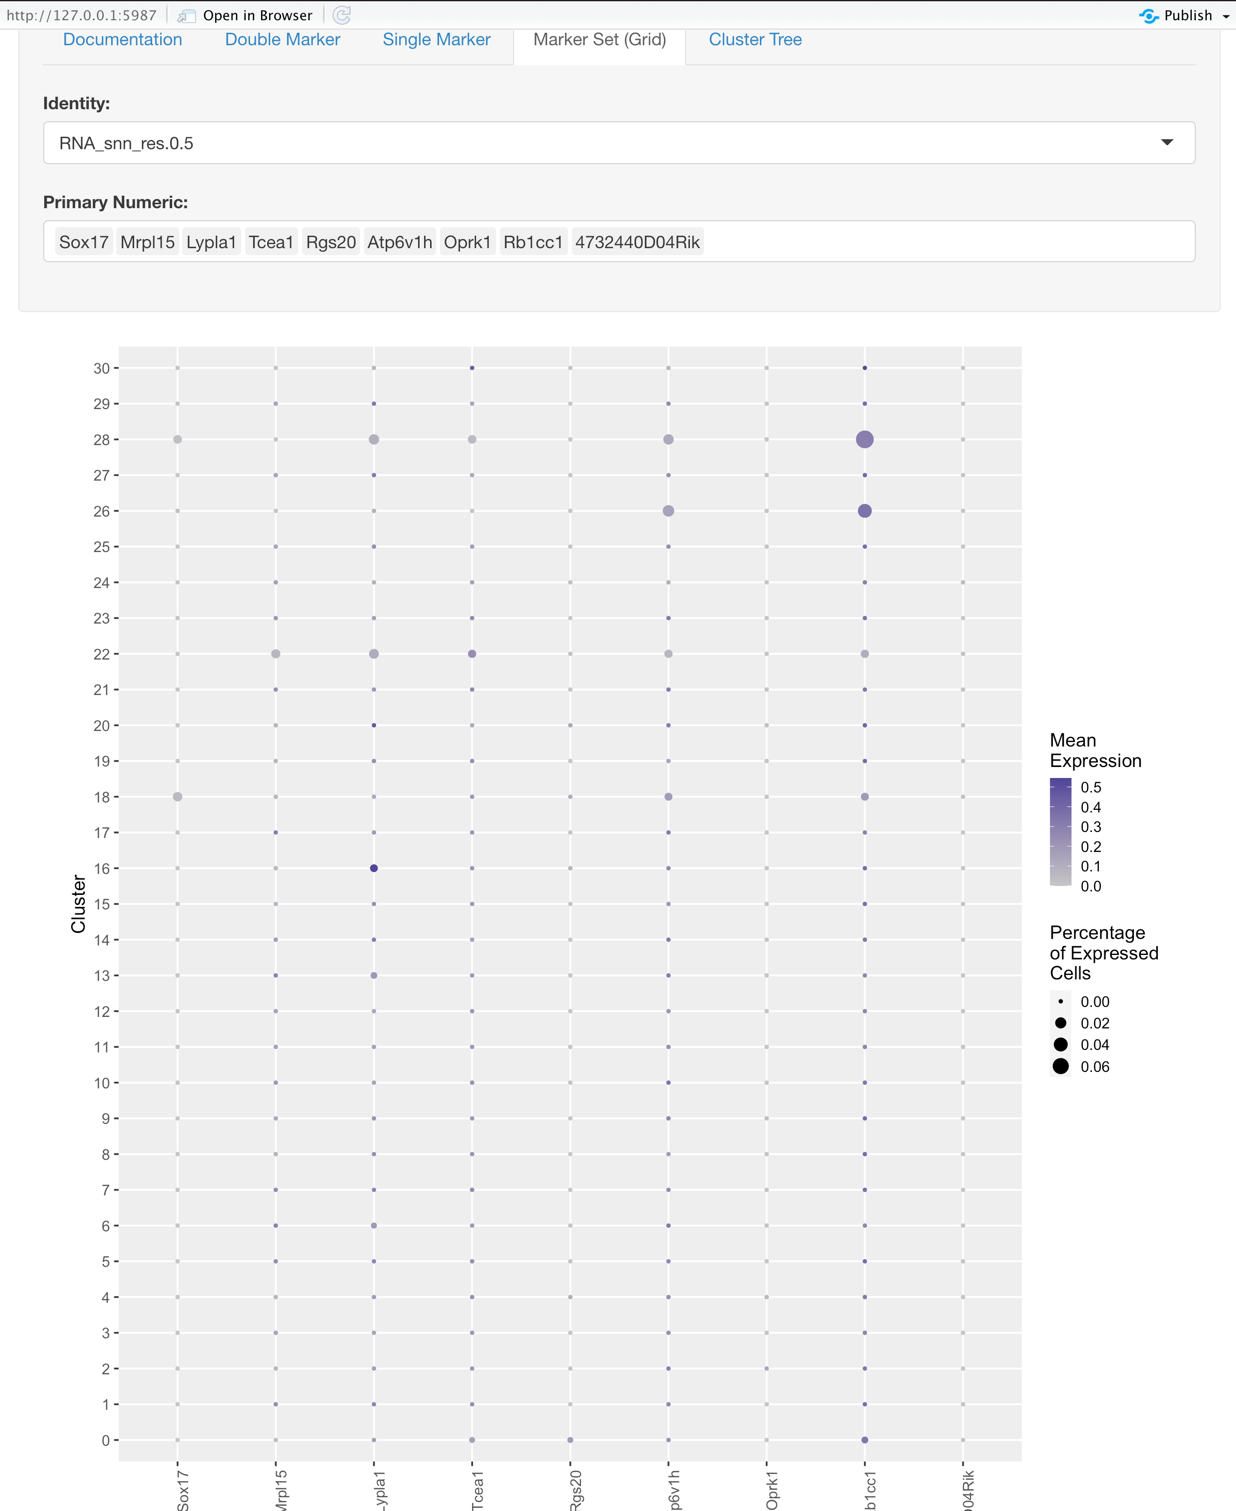 http://127.0.0.1:5987 Open in Browser Publish
Documentation Double Marker Single Marker Marker Set (Grid) Cluster Tree
Identity:
RNA_snn_res.0.5
Primary Numeric:
Sox17 Mrpl15 Lypla1 Tcea1 Rgs20 Atp6v1h Oprk1 Rb1cc1 4732440D04Rik
30
29
28
27
26
25
24
23
22
21
20
19
18
17
16
15
14
13
12
11
10
9
8
7
6
5
4
3
2
1
0
Cluster
Sox17
Mrpl15
ypla1
Tcea1
Rgs20
p6v1h
Oprk1
b1cc1
04Rik
Mean
Expression
0.5
0.4
0.3
0.2
0.1
0.0
Percentage
of Expressed
Cells
0.00
0.02
0.04
0.06